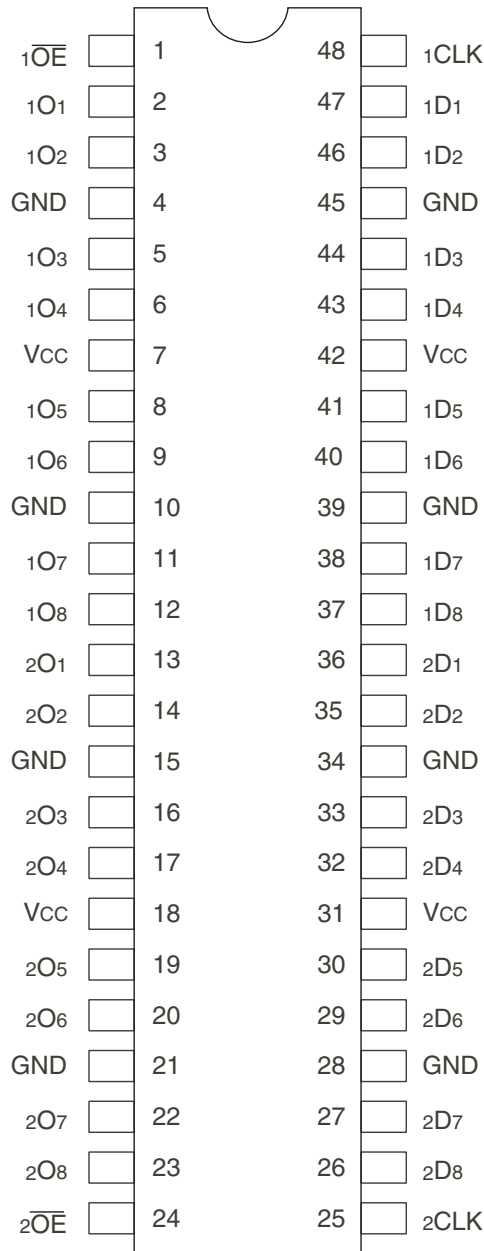 1O̅E̅ 1 48 1CLK
1O1 2 47 1D1
1O2 3 46 1D2
GND 4 45 GND
1O3 5 44 1D3
1O4 6 43 1D4
VCC 7 42 VCC
1O5 8 41 1D5
1O6 9 40 1D6
GND 10 39 GND
1O7 11 38 1D7
1O8 12 37 1D8
2O1 13 36 2D1
2O2 14 35 2D2
GND 15 34 GND
2O3 16 33 2D3
2O4 17 32 2D4
VCC 18 31 VCC
2O5 19 30 2D5
2O6 20 29 2D6
GND 21 28 GND
2O7 22 27 2D7
2O8 23 26 2D8
2O̅E̅ 24 25 2CLK